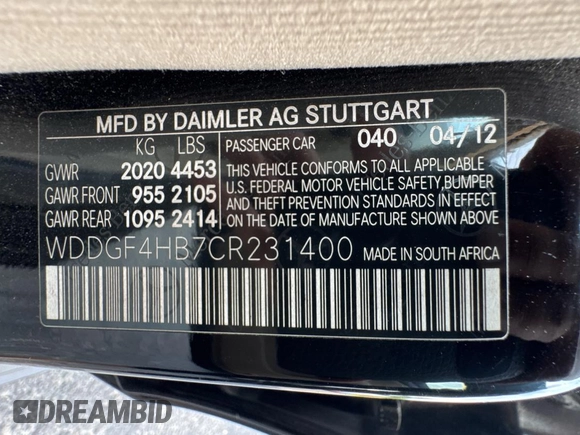 MFD BY DAIMLER AG STUTTGART
KG LBS
GVWR 2020 4453
GAWR FRONT 955 2105
GAWR REAR 1095 2414
PASSENGER CAR 040 04/12
THIS VEHICLE CONFORMS TO ALL APPLICABLE
U.S. FEDERAL MOTOR VEHICLE SAFETY, BUMPER
AND THEFT PREVENTION STANDARDS IN EFFECT
ON THE DATE OF MANUFACTURE SHOWN ABOVE.
WDDGF4HB7CR231400 MADE IN SOUTH AFRICA
DREAMBID